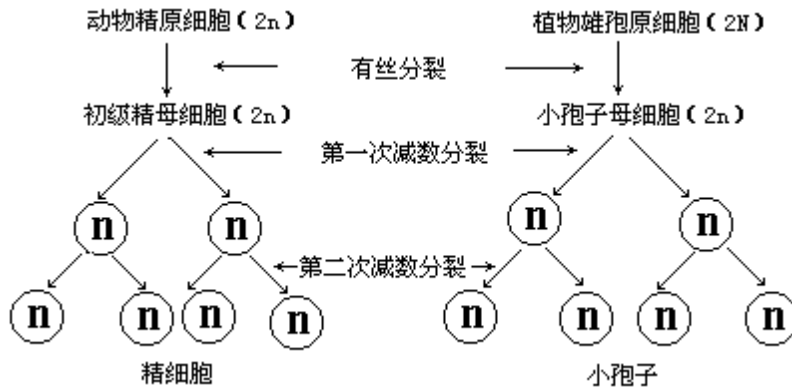 动物精原细胞(2n) 植物雄孢原细胞(2N)
有丝分裂
初级精母细胞(2n) 小孢子母细胞(2n)
第一次减数分裂
n n n n
第二次减数分裂
n n n n n n n n
精细胞 小孢子